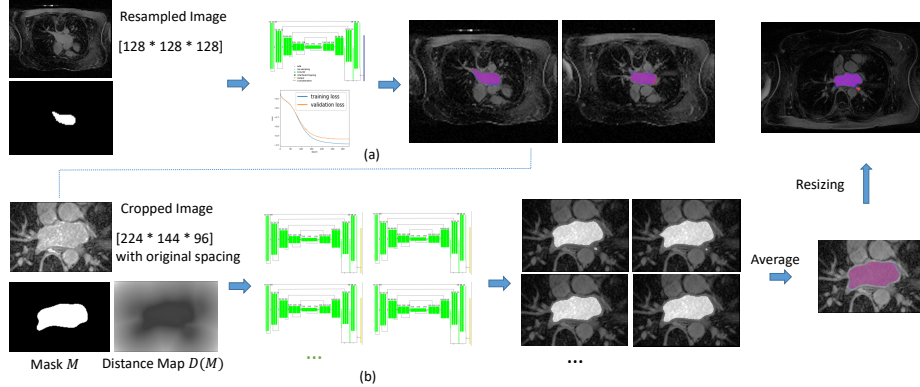 Resampled Image
[128 * 128 * 128]
training loss
validation loss
(a)
Cropped Image
[224 * 144 * 96]
with original spacing
Mask M
Distance Map D(M)
...
(b)
...
Average
Resizing